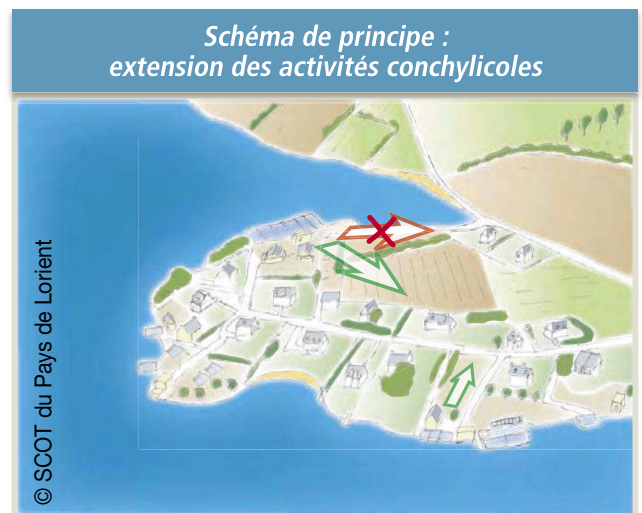 Schéma de principe :
extension des activités conchylicoles
© SCOT du Pays de Lorient